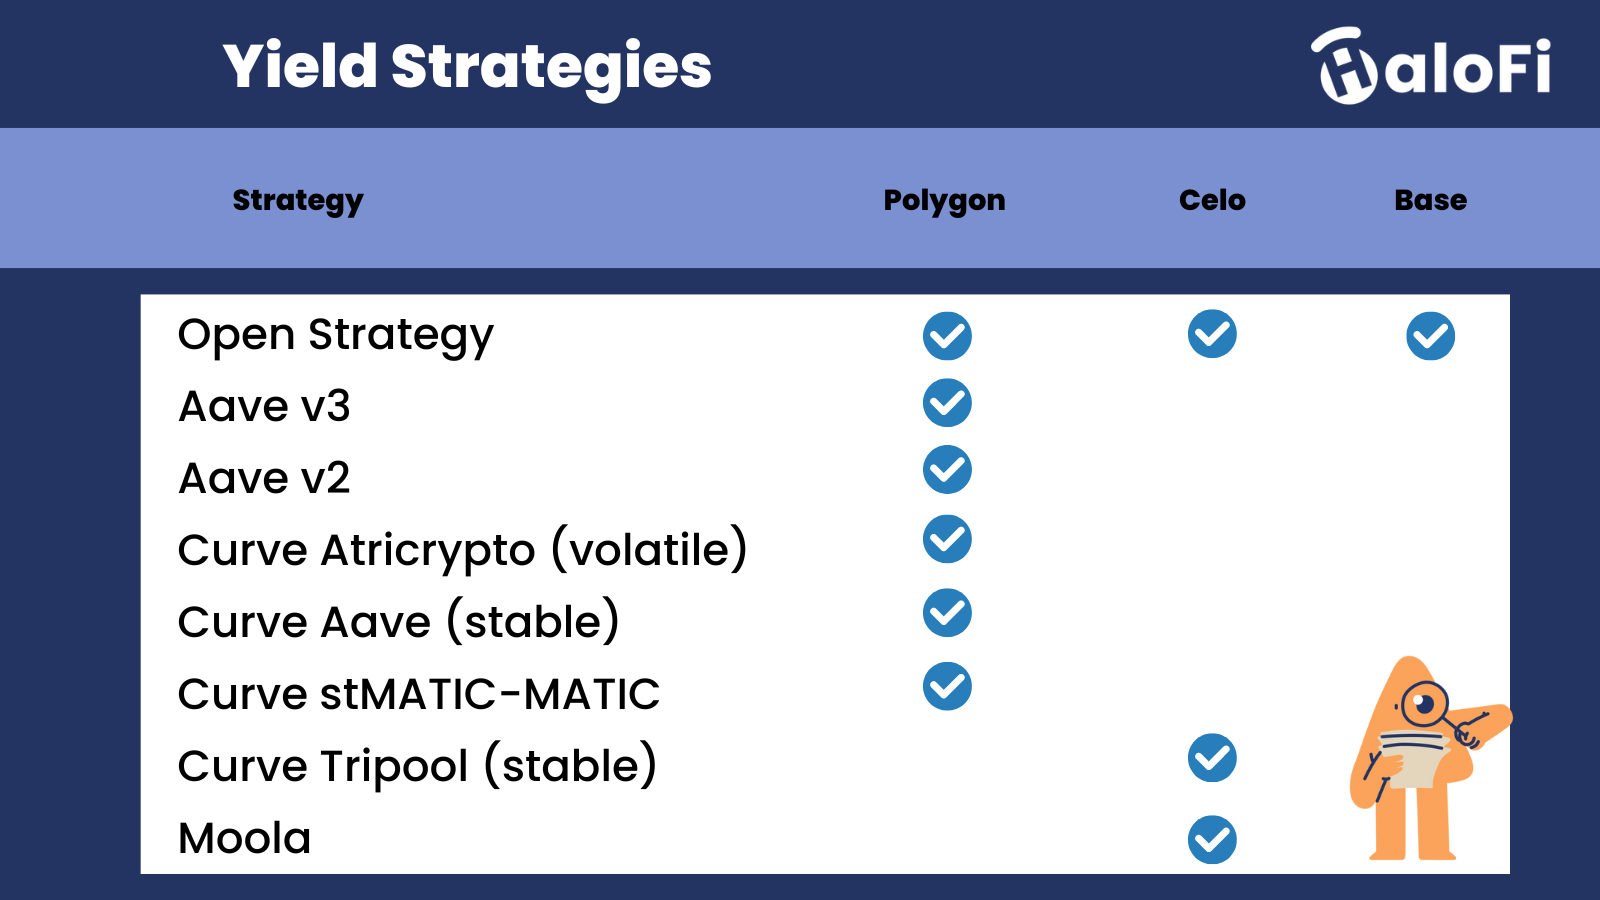 Yield Strategies
HaloFi
Strategy Polygon Celo Base
Open Strategy
Aave v3
Aave v2
Curve Atricrypto (volatile)
Curve Aave (stable)
Curve stMATIC-MATIC
Curve Tripool (stable)
Moola